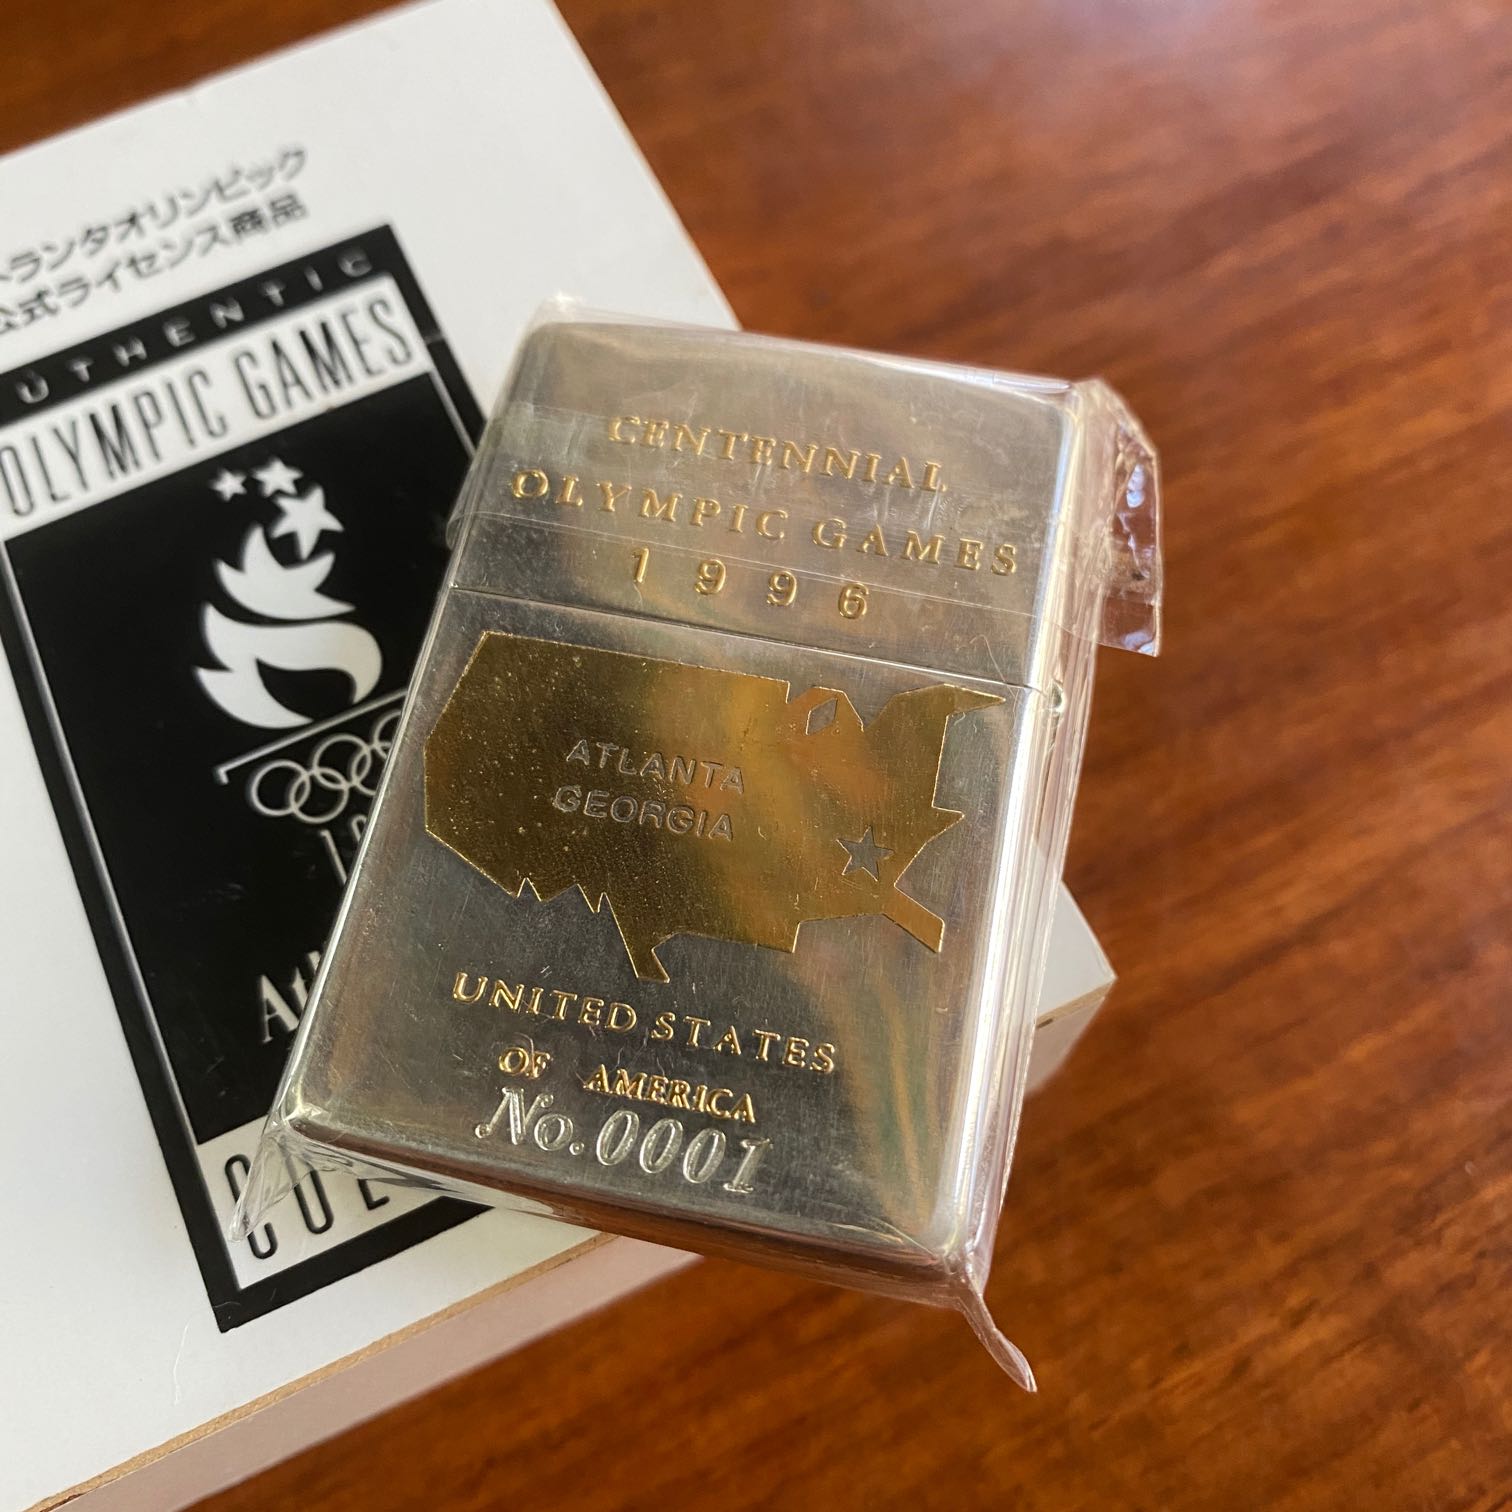 トランタオリンピック
公式ライセンス商品
UTHENTIC
OLYMPIC GAMES
CENTENNIAL
OLYMPIC GAMES
1996
ATLANTA
GEORGIA
UNITED STATES
OF AMERICA
No.0001